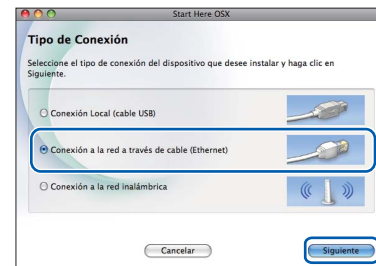 Start Here OSX
Tipo de Conexión
Seleccione el tipo de conexión del dispositivo que desee instalar y haga clic en
Siguiente.
Conexión Local (cable USB)
Conexión a la red a través de cable (Ethernet)
Conexión a la red inalámbrica
Cancelar
Siguiente